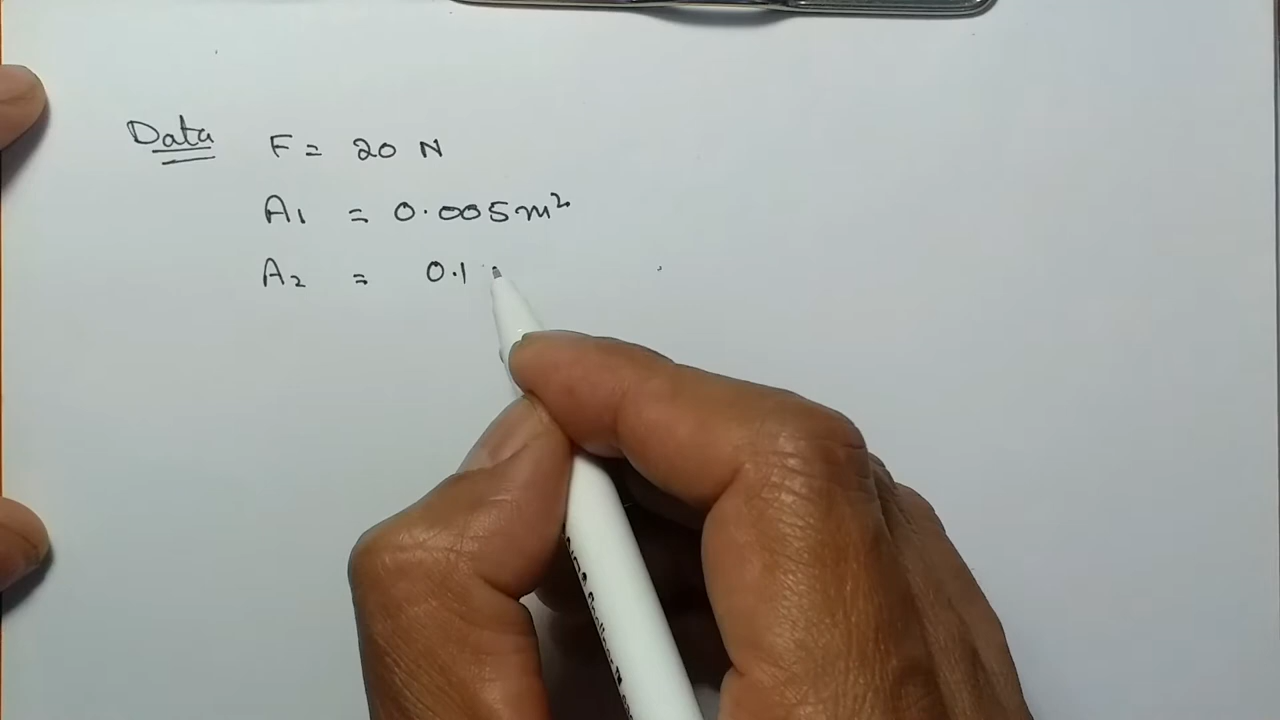 Data F = 20 N
A₁ = 0.005 m²
A₂ = 0.1